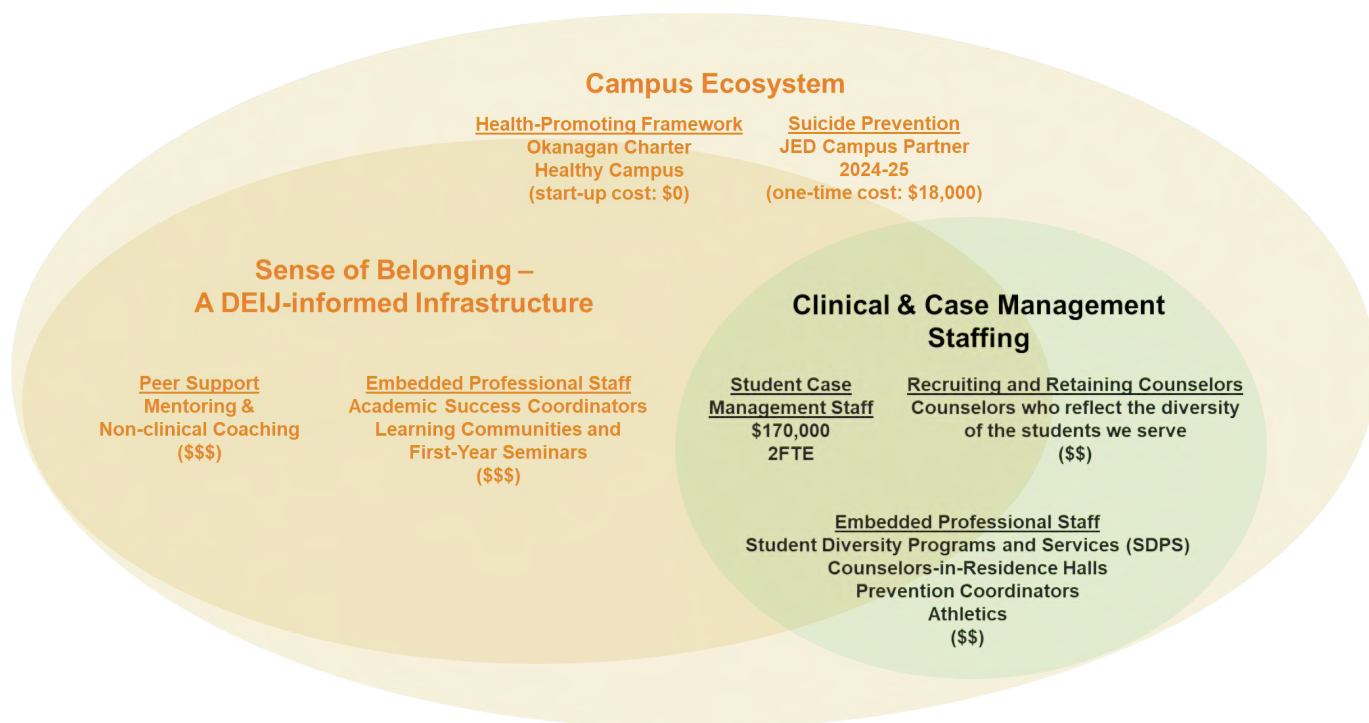 Campus Ecosystem
Health-Promoting Framework
Okanagan Charter
Healthy Campus
(start-up cost: $0)
Suicide Prevention
JED Campus Partner
2024-25
(one-time cost: $18,000)
Sense of Belonging –
A DEIJ-informed Infrastructure
Peer Support
Mentoring &
Non-clinical Coaching
($$$)
Embedded Professional Staff
Academic Success Coordinators
Learning Communities and
First-Year Seminars
($$$)
Clinical & Case Management
Staffing
Student Case
Management Staff
$170,000
2FTE
Recruiting and Retaining Counselors
Counselors who reflect the diversity
of the students we serve
($$)
Embedded Professional Staff
Student Diversity Programs and Services (SDPS)
Counselors-in-Residence Halls
Prevention Coordinators
Athletics
($$)